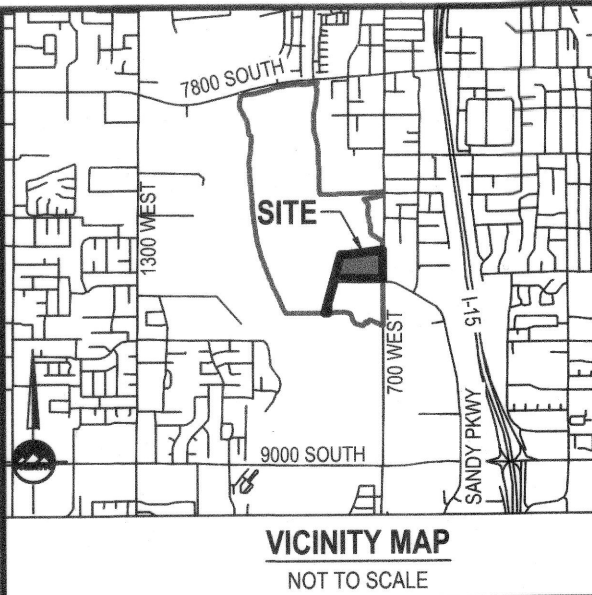 7800 SOUTH
1300 WEST
SITE
I-15
700 WEST
SANDY PKWY
9000 SOUTH
VICINITY MAP
NOT TO SCALE